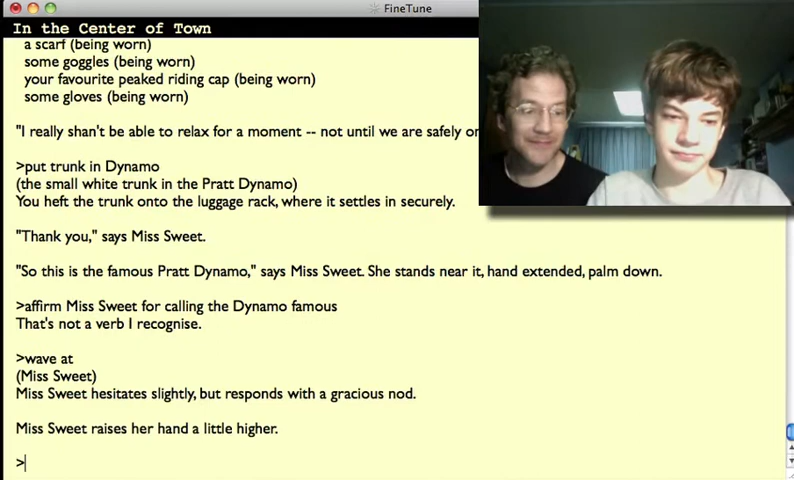 FineTune
In the Center of Town
a scarf (being worn)
some goggles (being worn)
your favourite peaked riding cap (being worn)
some gloves (being worn)
"I really shan't be able to relax for a moment -- not until we are safely
>put trunk in Dynamo
(the small white trunk in the Pratt Dynamo)
You heft the trunk onto the luggage rack, where it settles in securely.
"Thank you," says Miss Sweet.
"So this is the famous Pratt Dynamo," says Miss Sweet. She stands near it, hand extended, palm down.
>affirm Miss Sweet for calling the Dynamo famous
That's not a verb I recognise.
>wave at
(Miss Sweet)
Miss Sweet hesitates slightly, but responds with a gracious nod.
Miss Sweet raises her hand a little higher.
>